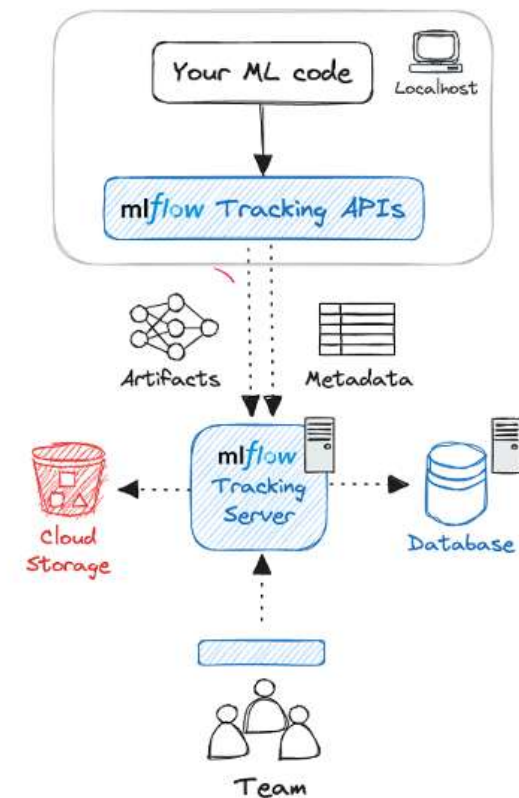 Your ML code
Localhost
mlflow Tracking APIs
Artifacts
Metadata
mlflow
Tracking
Server
Cloud
Storage
Database
Team